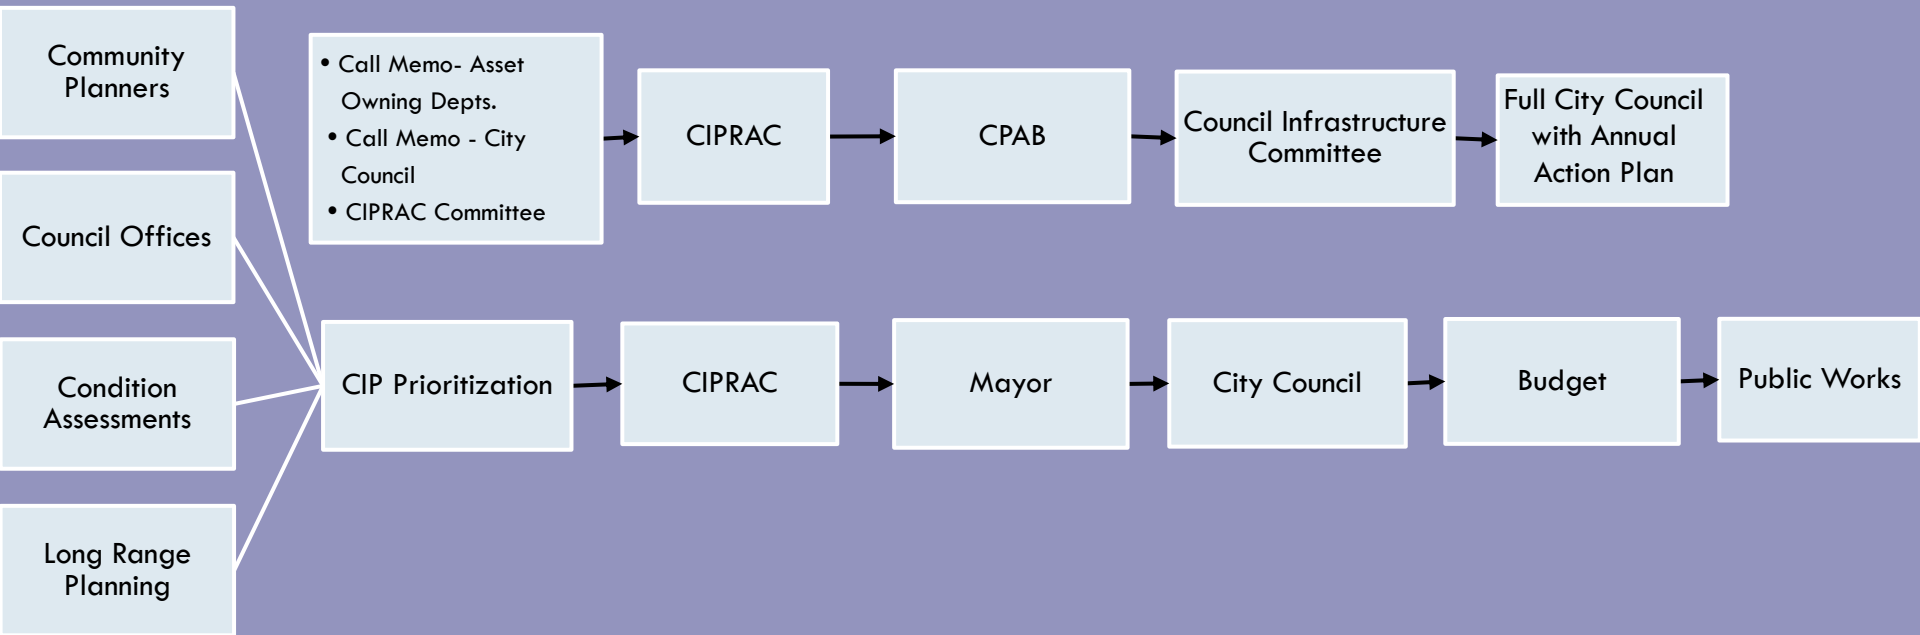 Community
Planners
Council Offices
Condition
Assessments
Long Range
Planning
• Call Memo- Asset
Owning Depts.
• Call Memo - City
Council
• CIPRAC Committee
CIPRAC
CPAB
Council Infrastructure
Committee
Full City Council
with Annual
Action Plan
CIP Prioritization
CIPRAC
Mayor
City Council
Budget
Public Works